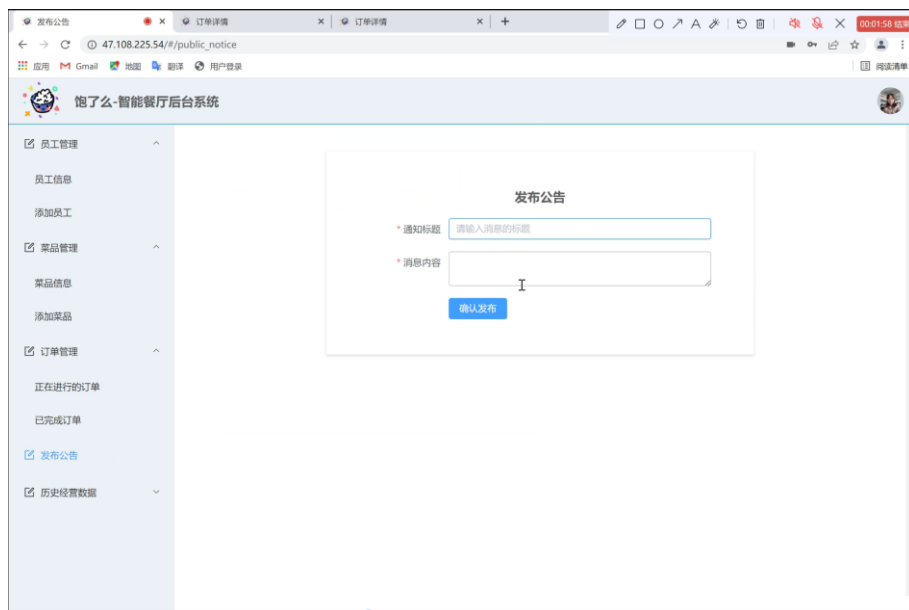 发布公告
订单详情
订单详情
00:01:58 结束
47.108.225.54/#/public_notice
应用 Gmail 地图 翻译 用户登录 阅读清单
饱了么-智能餐厅后台系统
员工管理
员工信息
添加员工
菜品管理
菜品信息
添加菜品
订单管理
正在进行的订单
已完成订单
发布公告
历史经营数据
发布公告
* 通知标题 请输入消息的标题
* 消息内容
确认发布